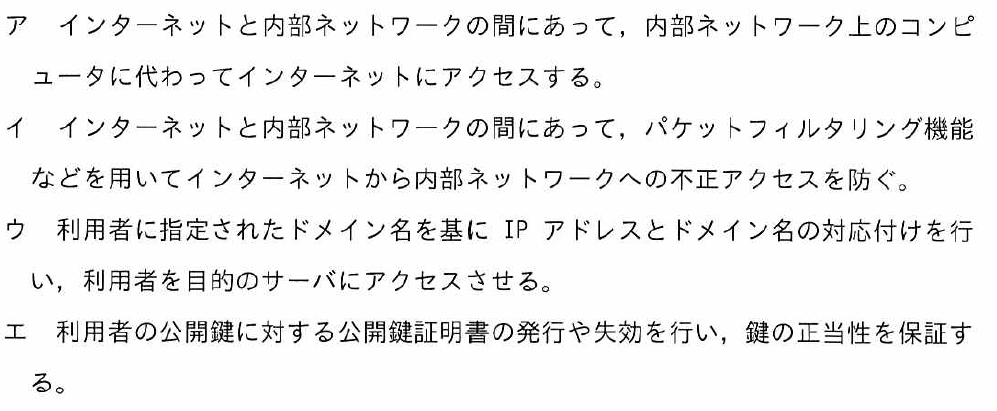 ア　インターネットと内部ネットワークの間にあって，内部ネットワーク上のコンピ
ュータに代わってインターネットにアクセスする。
イ　インターネットと内部ネットワークの間にあって，パケットフィルタリング機能
などを用いてインターネットから内部ネットワークへの不正アクセスを防ぐ。
ウ　利用者に指定されたドメイン名を基に IP アドレスとドメイン名の対応付けを行
い，利用者を目的のサーバにアクセスさせる。
エ　利用者の公開鍵に対する公開鍵証明書の発行や失効を行い，鍵の正当性を保証す
る。